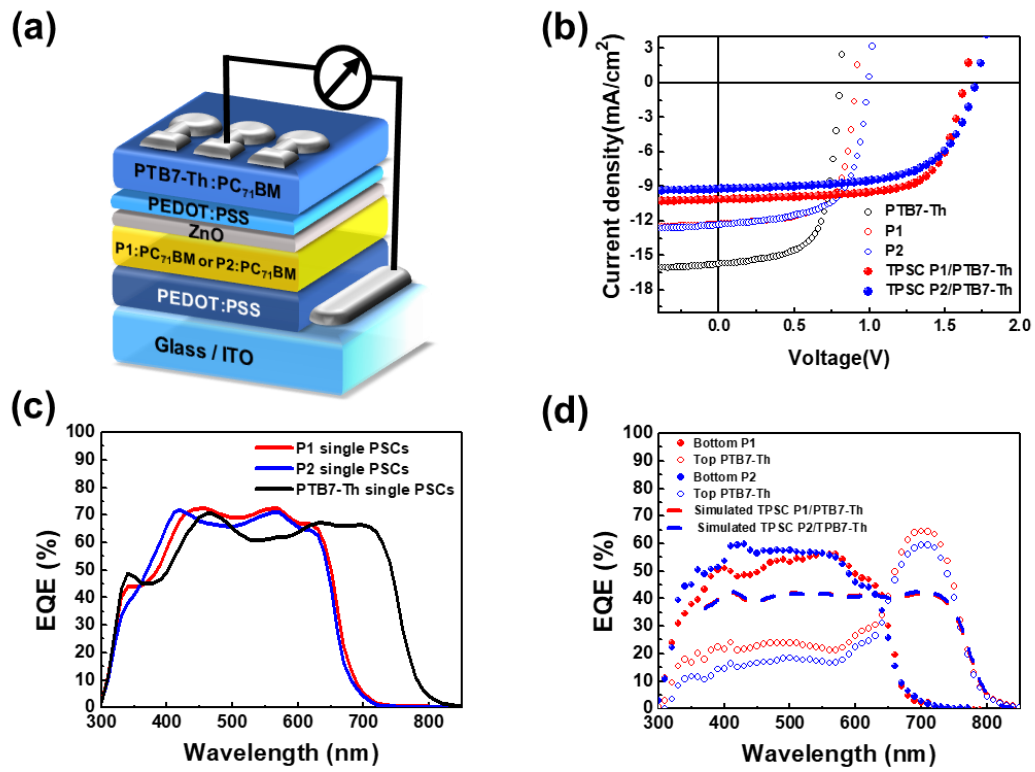 (a)
PTB7-Th:PC71BM
PEDOT:PSS
ZnO
P1:PC71BM or P2:PC71BM
PEDOT:PSS
Glass / ITO
(b)
Current density(mA/cm²)
3
0
-3
-6
-9
-12
-15
-18
PTB7-Th
P1
P2
TPSC P1/PTB7-Th
TPSC P2/PTB7-Th
0.0 0.5 1.0 1.5 2.0
Voltage(V)
(c)
EQE (%)
100
90
80
70
60
50
40
30
20
10
0
P1 single PSCs
P2 single PSCs
PTB7-Th single PSCs
300 400 500 600 700 800
Wavelength (nm)
(d)
EQE (%)
100
90
80
70
60
50
40
30
20
10
0
Bottom P1
Top PTB7-Th
Bottom P2
Top PTB7-Th
Simulated TPSC P1/PTB7-Th
Simulated TPSC P2/TPB7-Th
300 400 500 600 700 800
Wavelength (nm)